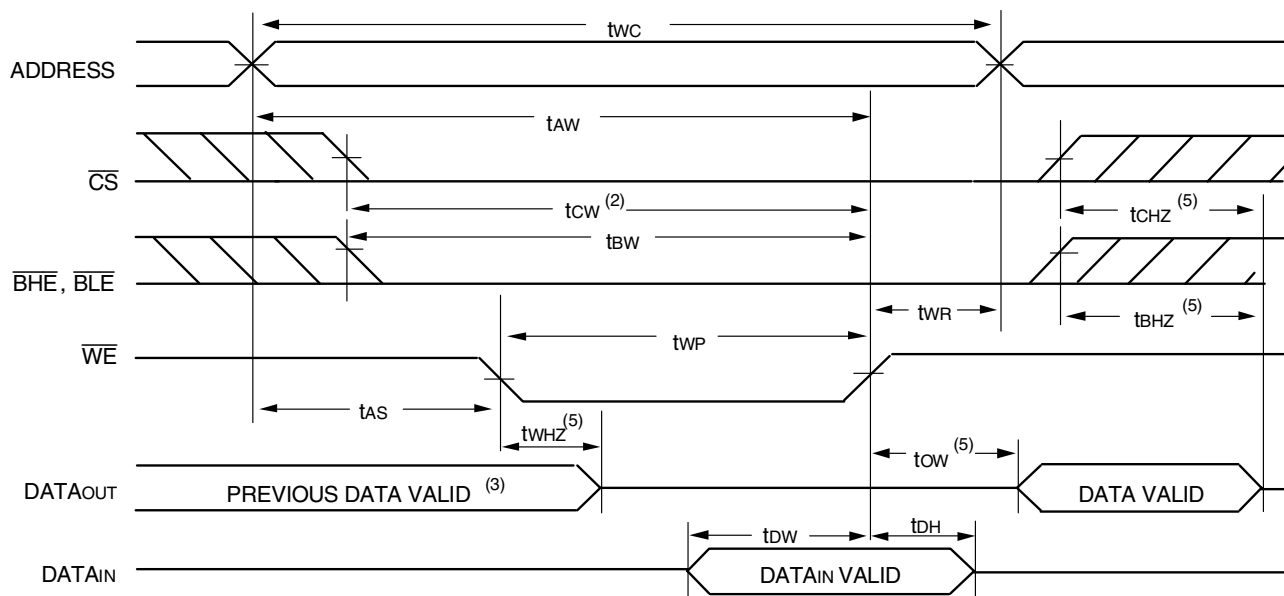 tWC
ADDRESS
tAW
CS
tCW (2)
tCHZ (5)
tBW
BHE, BLE
tWR
tBHZ (5)
tWP
WE
tAS
tWHZ (5)
tOW (5)
DATAOUT
PREVIOUS DATA VALID (3)
DATA VALID
tDW
tDH
DATAIN
DATAIN VALID